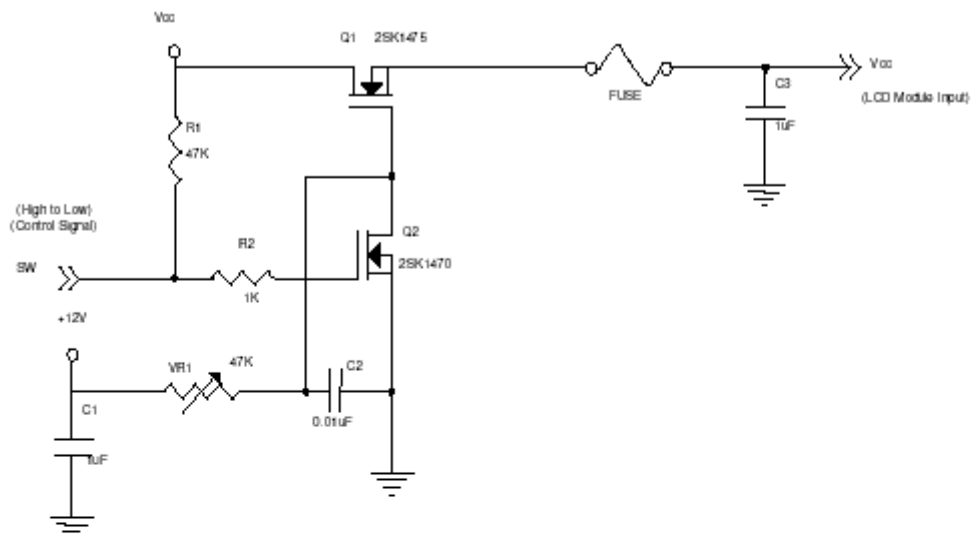 Vcc
Q1 2SK1475
FUSE
C3
1uF
Vcc
(LCD Module Input)
R1
47K
(High to Low)
(Control Signal)
SW
R2
1K
Q2
2SK1470
+12V
VR1
47K
C2
0.01uF
C1
1uF